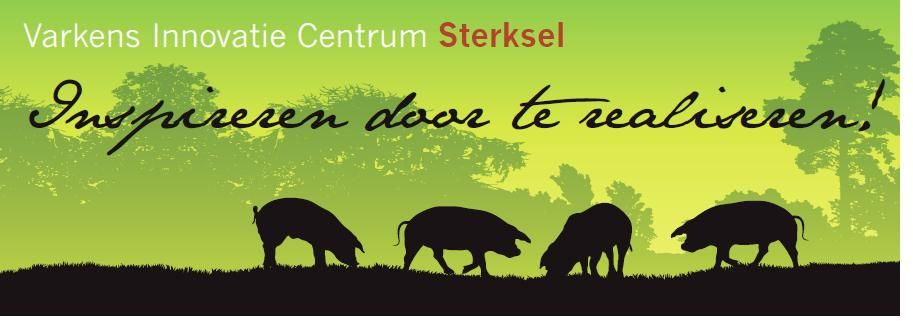 Varkens Innovatie Centrum Sterksel
Inspireren door te realiseren!